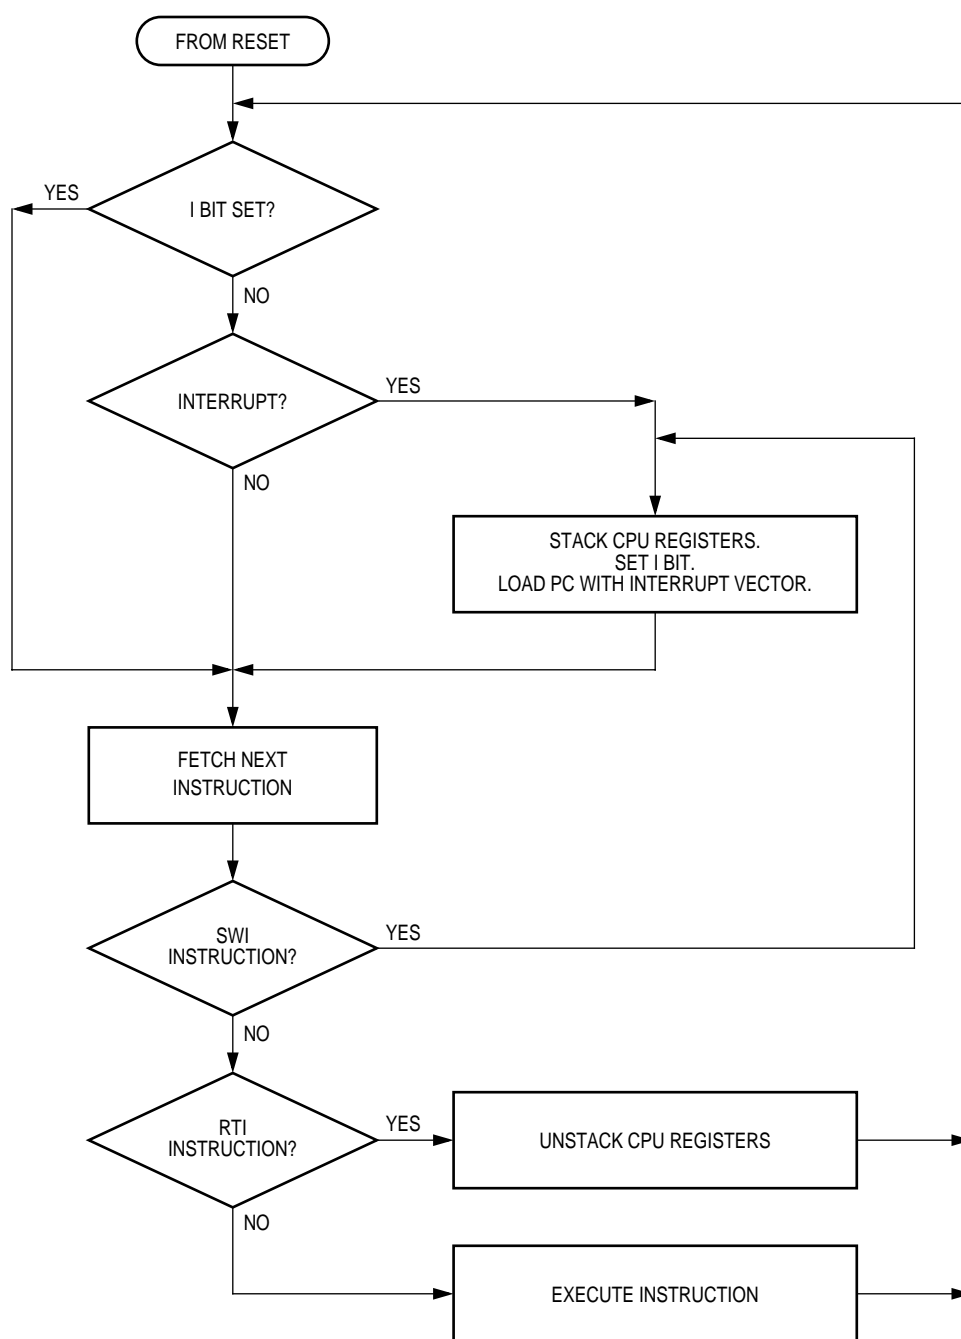 FROM RESET
YES
I BIT SET?
NO
INTERRUPT?
YES
NO
STACK CPU REGISTERS.
SET I BIT.
LOAD PC WITH INTERRUPT VECTOR.
FETCH NEXT
INSTRUCTION
SWI
INSTRUCTION?
YES
NO
RTI
INSTRUCTION?
YES
UNSTACK CPU REGISTERS
NO
EXECUTE INSTRUCTION